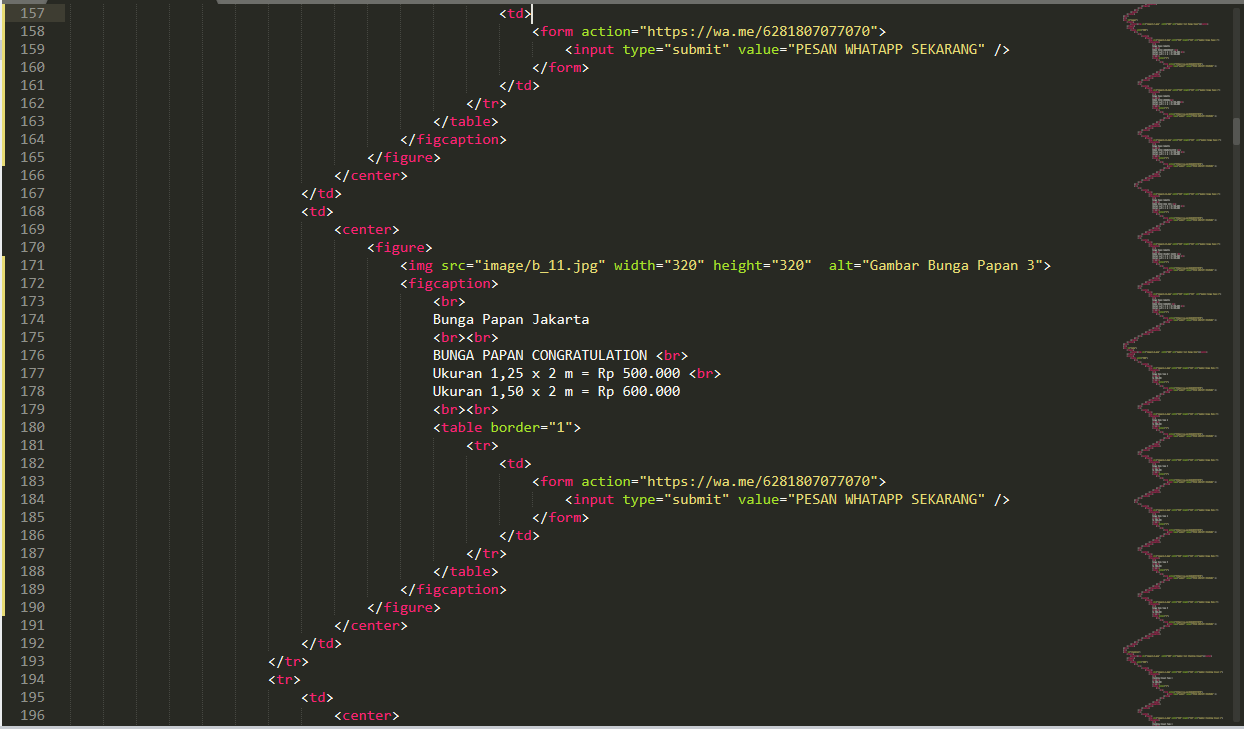 157 <td>
158 <form action="https://wa.me/6281807077070">
159 <input type="submit" value="PESAN WHATAPP SEKARANG" />
160 </form>
161 </td>
162 </tr>
163 </table>
164 </figcaption>
165 </figure>
166 </center>
167 </td>
168 <td>
169 <center>
170 <figure>
171 <img src="image/b_11.jpg" width="320" height="320"  alt="Gambar Bunga Papan 3">
172 <figcaption>
173 <br>
174 Bunga Papan Jakarta
175 <br><br>
176 BUNGA PAPAN CONGRATULATION <br>
177 Ukuran 1,25 x 2 m = Rp 500.000 <br>
178 Ukuran 1,50 x 2 m = Rp 600.000
179 <br><br>
180 <table border="1">
181 <tr>
182 <td>
183 <form action="https://wa.me/6281807077070">
184 <input type="submit" value="PESAN WHATAPP SEKARANG" />
185 </form>
186 </td>
187 </tr>
188 </table>
189 </figcaption>
190 </figure>
191 </center>
192 </td>
193 </tr>
194 <tr>
195 <td>
196 <center>